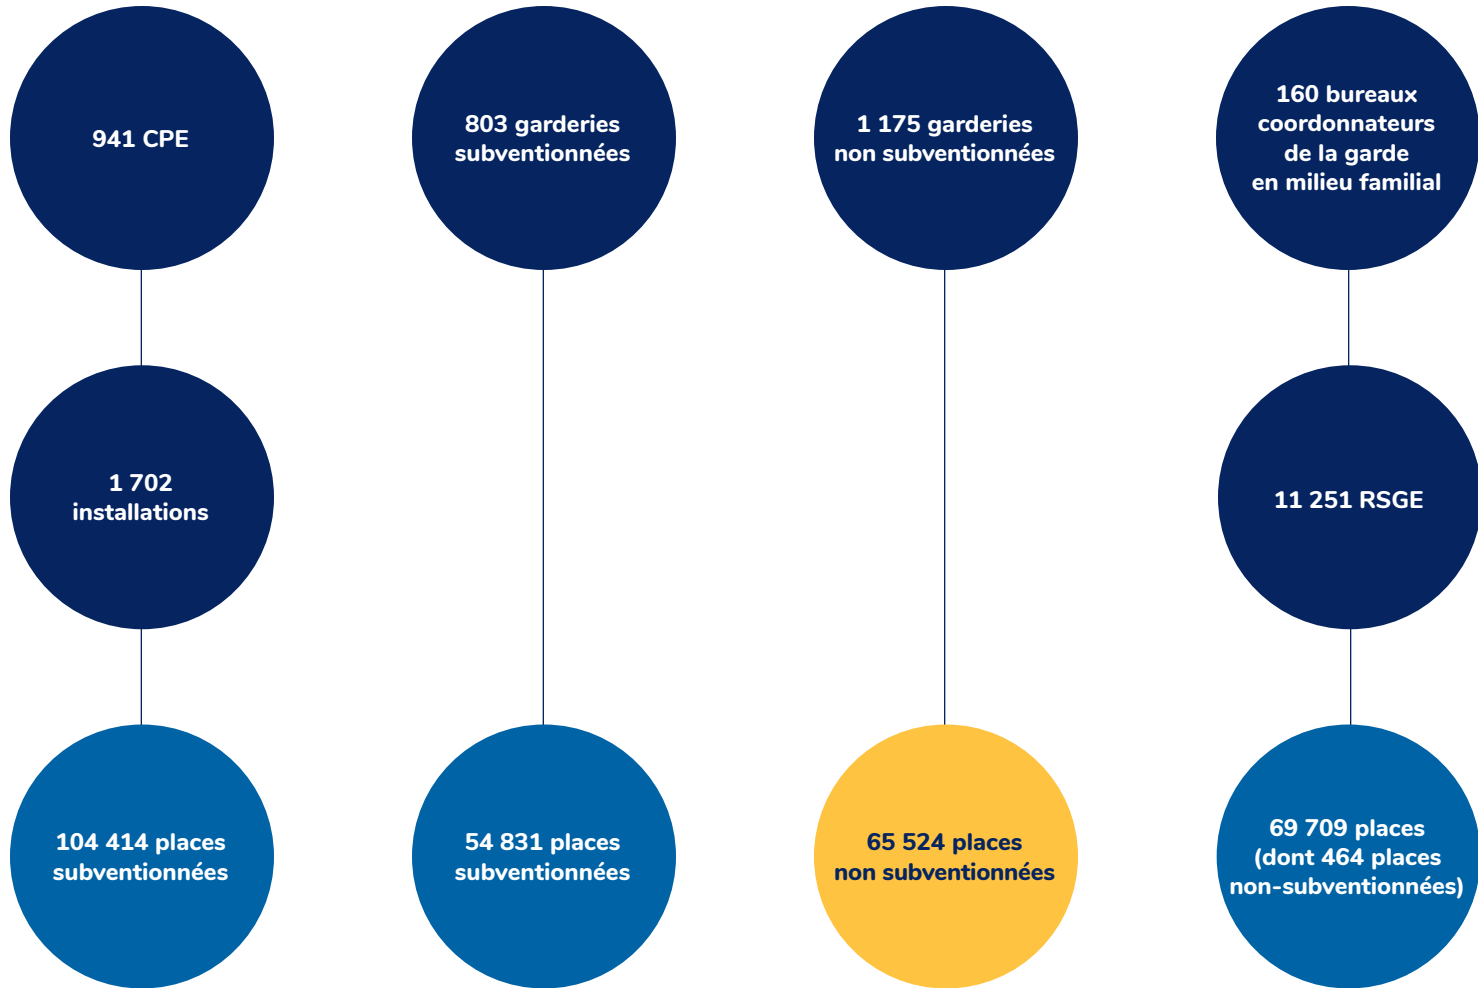 941 CPE
803 garderies
subventionnées
1 175 garderies
non subventionnées
160 bureaux
coordonnateurs
de la garde
en milieu familial
1 702
installations
11 251 RSGE
104 414 places
subventionnées
54 831 places
subventionnées
65 524 places
non subventionnées
69 709 places
(dont 464 places
non-subventionnées)